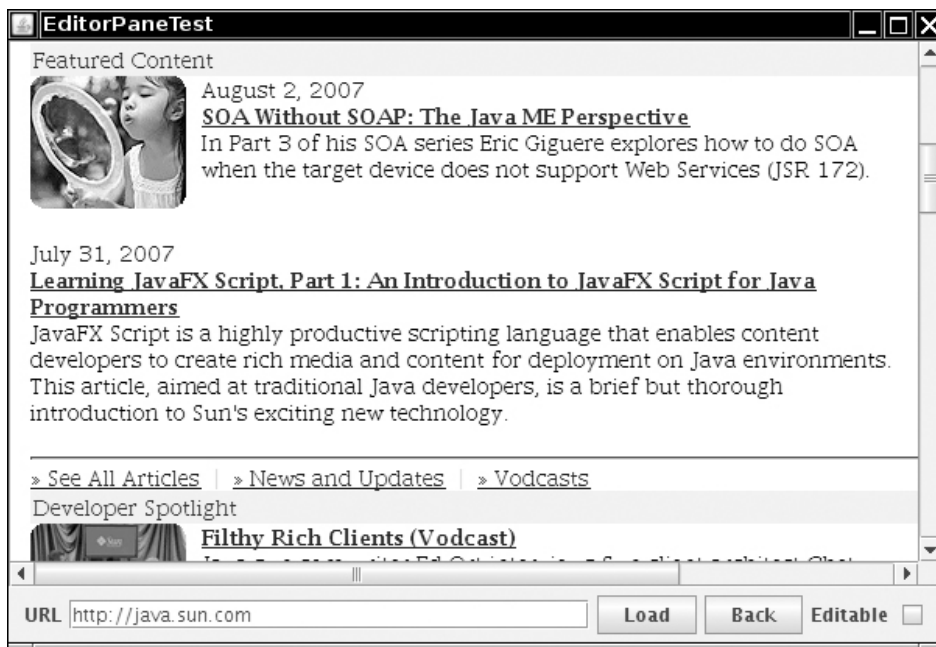 EditorPaneTest
Featured Content
August 2, 2007
SOA Without SOAP: The Java ME Perspective
In Part 3 of his SOA series Eric Giguere explores how to do SOA
when the target device does not support Web Services (JSR 172).
July 31, 2007
Learning JavaFX Script, Part 1: An Introduction to JavaFX Script for Java
Programmers
JavaFX Script is a highly productive scripting language that enables content
developers to create rich media and content for deployment on Java environments.
This article, aimed at traditional Java developers, is a brief but thorough
introduction to Sun's exciting new technology.
» See All Articles | » News and Updates | » Vodcasts
Developer Spotlight
Filthy Rich Clients (Vodcast)
URL http://java.sun.com Load Back Editable